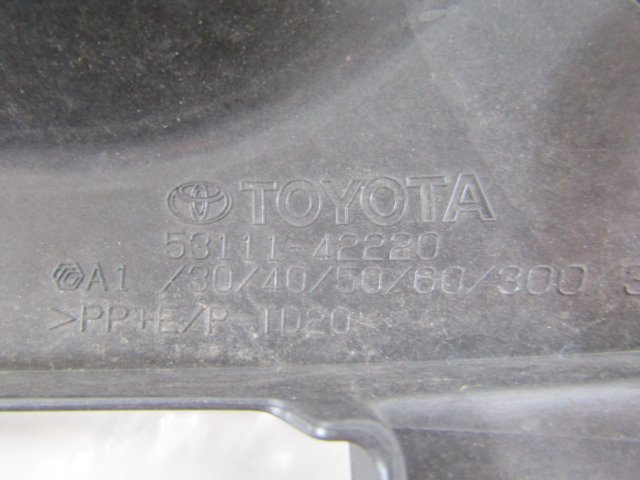 TOYOTA
53111-42220
A1 /30/40/50/60/300
>PP+E/P-TD20<